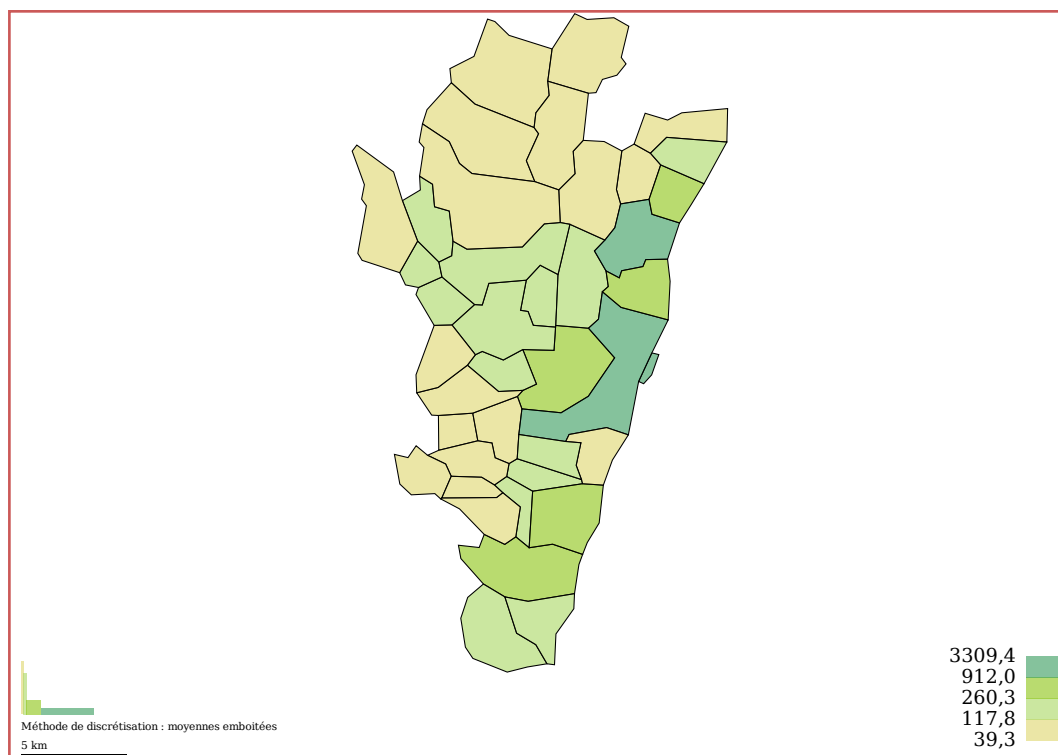 3309,4
912,0
260,3
117,8
39,3
Méthode de discrétisation : moyennes emboitées
5 km